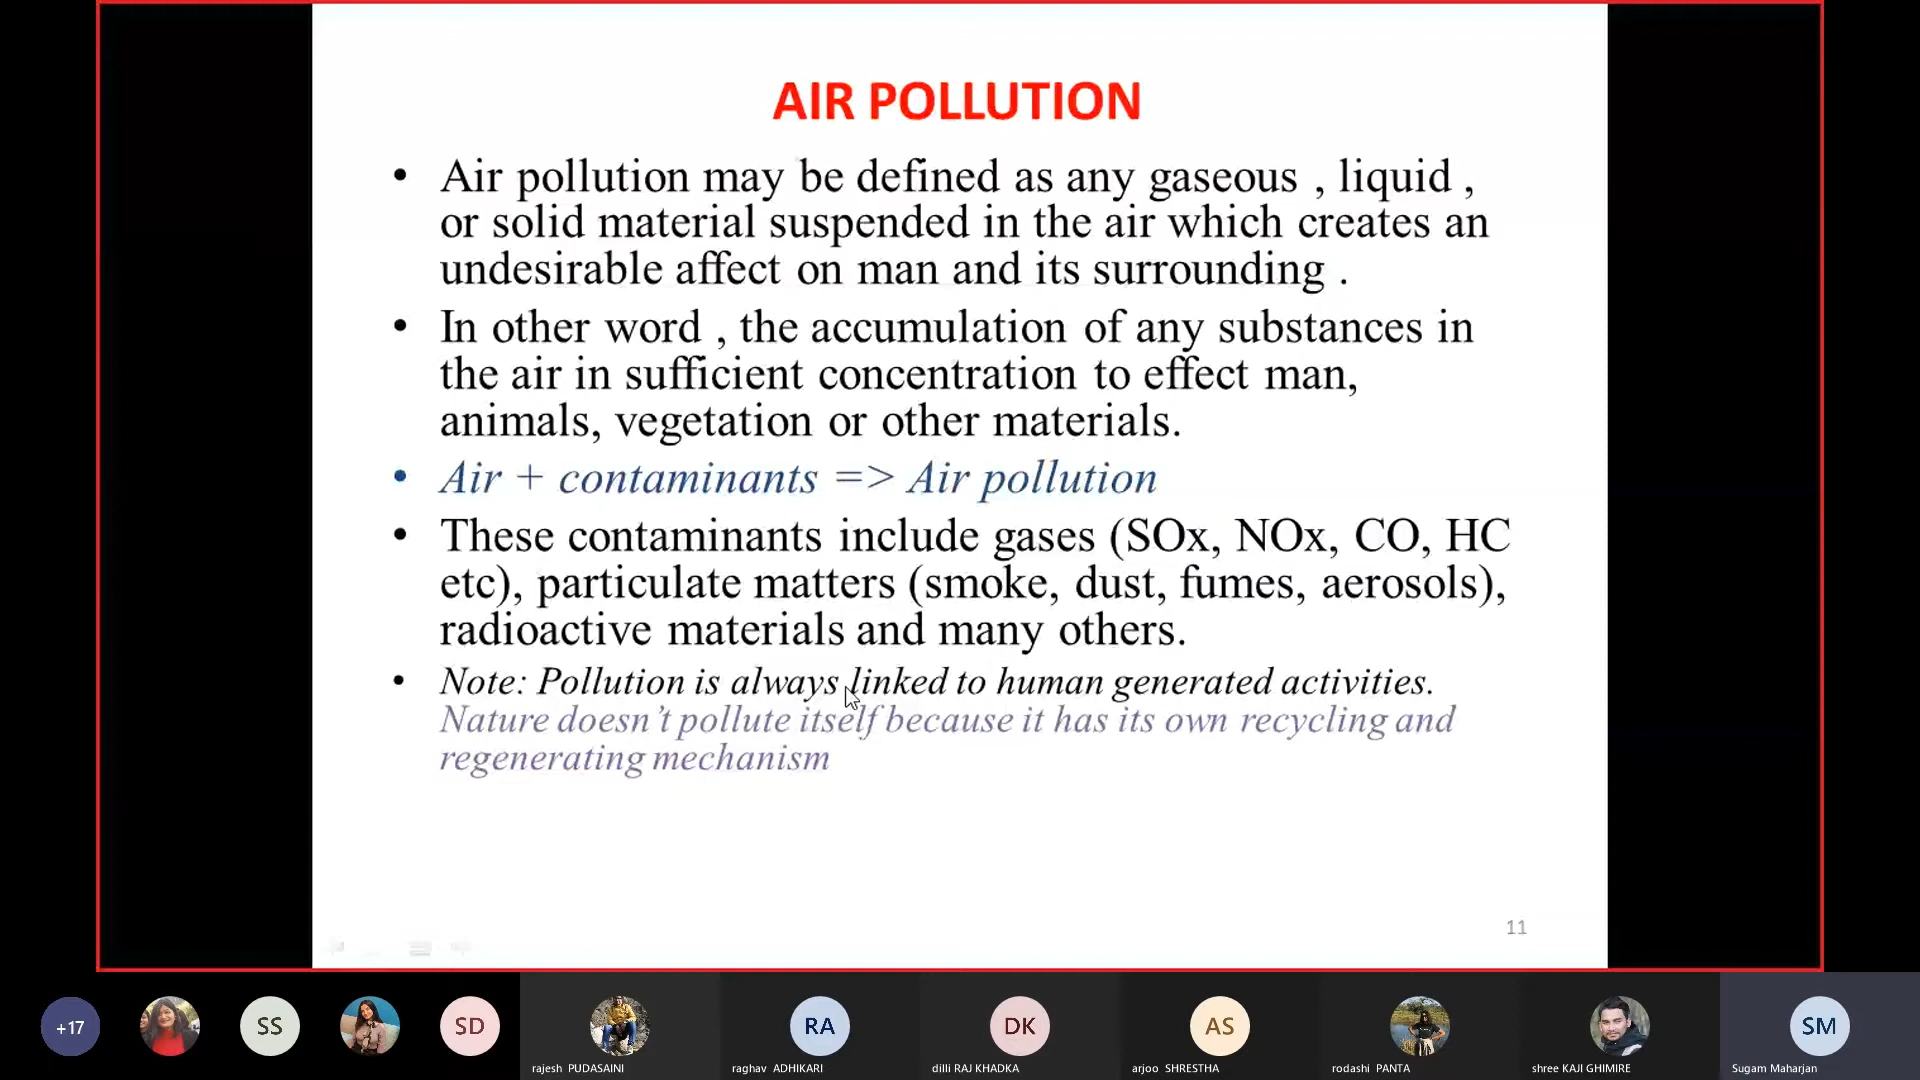 AIR POLLUTION
• Air pollution may be defined as any gaseous , liquid ,
or solid material suspended in the air which creates an
undesirable affect on man and its surrounding .
• In other word , the accumulation of any substances in
the air in sufficient concentration to effect man,
animals, vegetation or other materials.
• Air + contaminants => Air pollution
• These contaminants include gases (SOx, NOx, CO, HC
etc), particulate matters (smoke, dust, fumes, aerosols),
radioactive materials and many others.
• Note: Pollution is always linked to human generated activities.
Nature doesn’t pollute itself because it has its own recycling and
regenerating mechanism
11
+17
SS
SD
RA
DK
AS
SM
rajesh PUDASAINI
raghav ADHIKARI
dilli RAJ KHADKA
arjoo SHRESTHA
rodashi PANTA
shree KAJI GHIMIRE
Sugam Maharjan